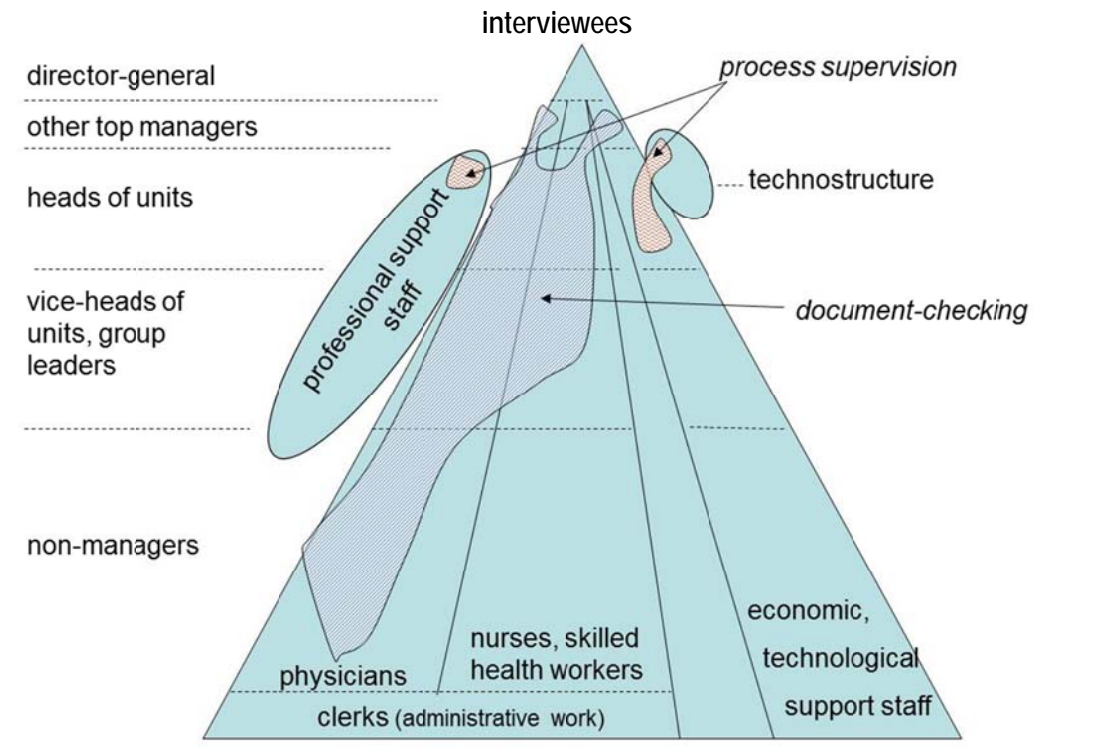 interviewees
director-general
process supervision
other top managers
technostructure
heads of units
professional support
staff
vice-heads of
units, group
leaders
document-checking
non-managers
economic,
technological
support staff
nurses, skilled
health workers
physicians
clerks (administrative work)